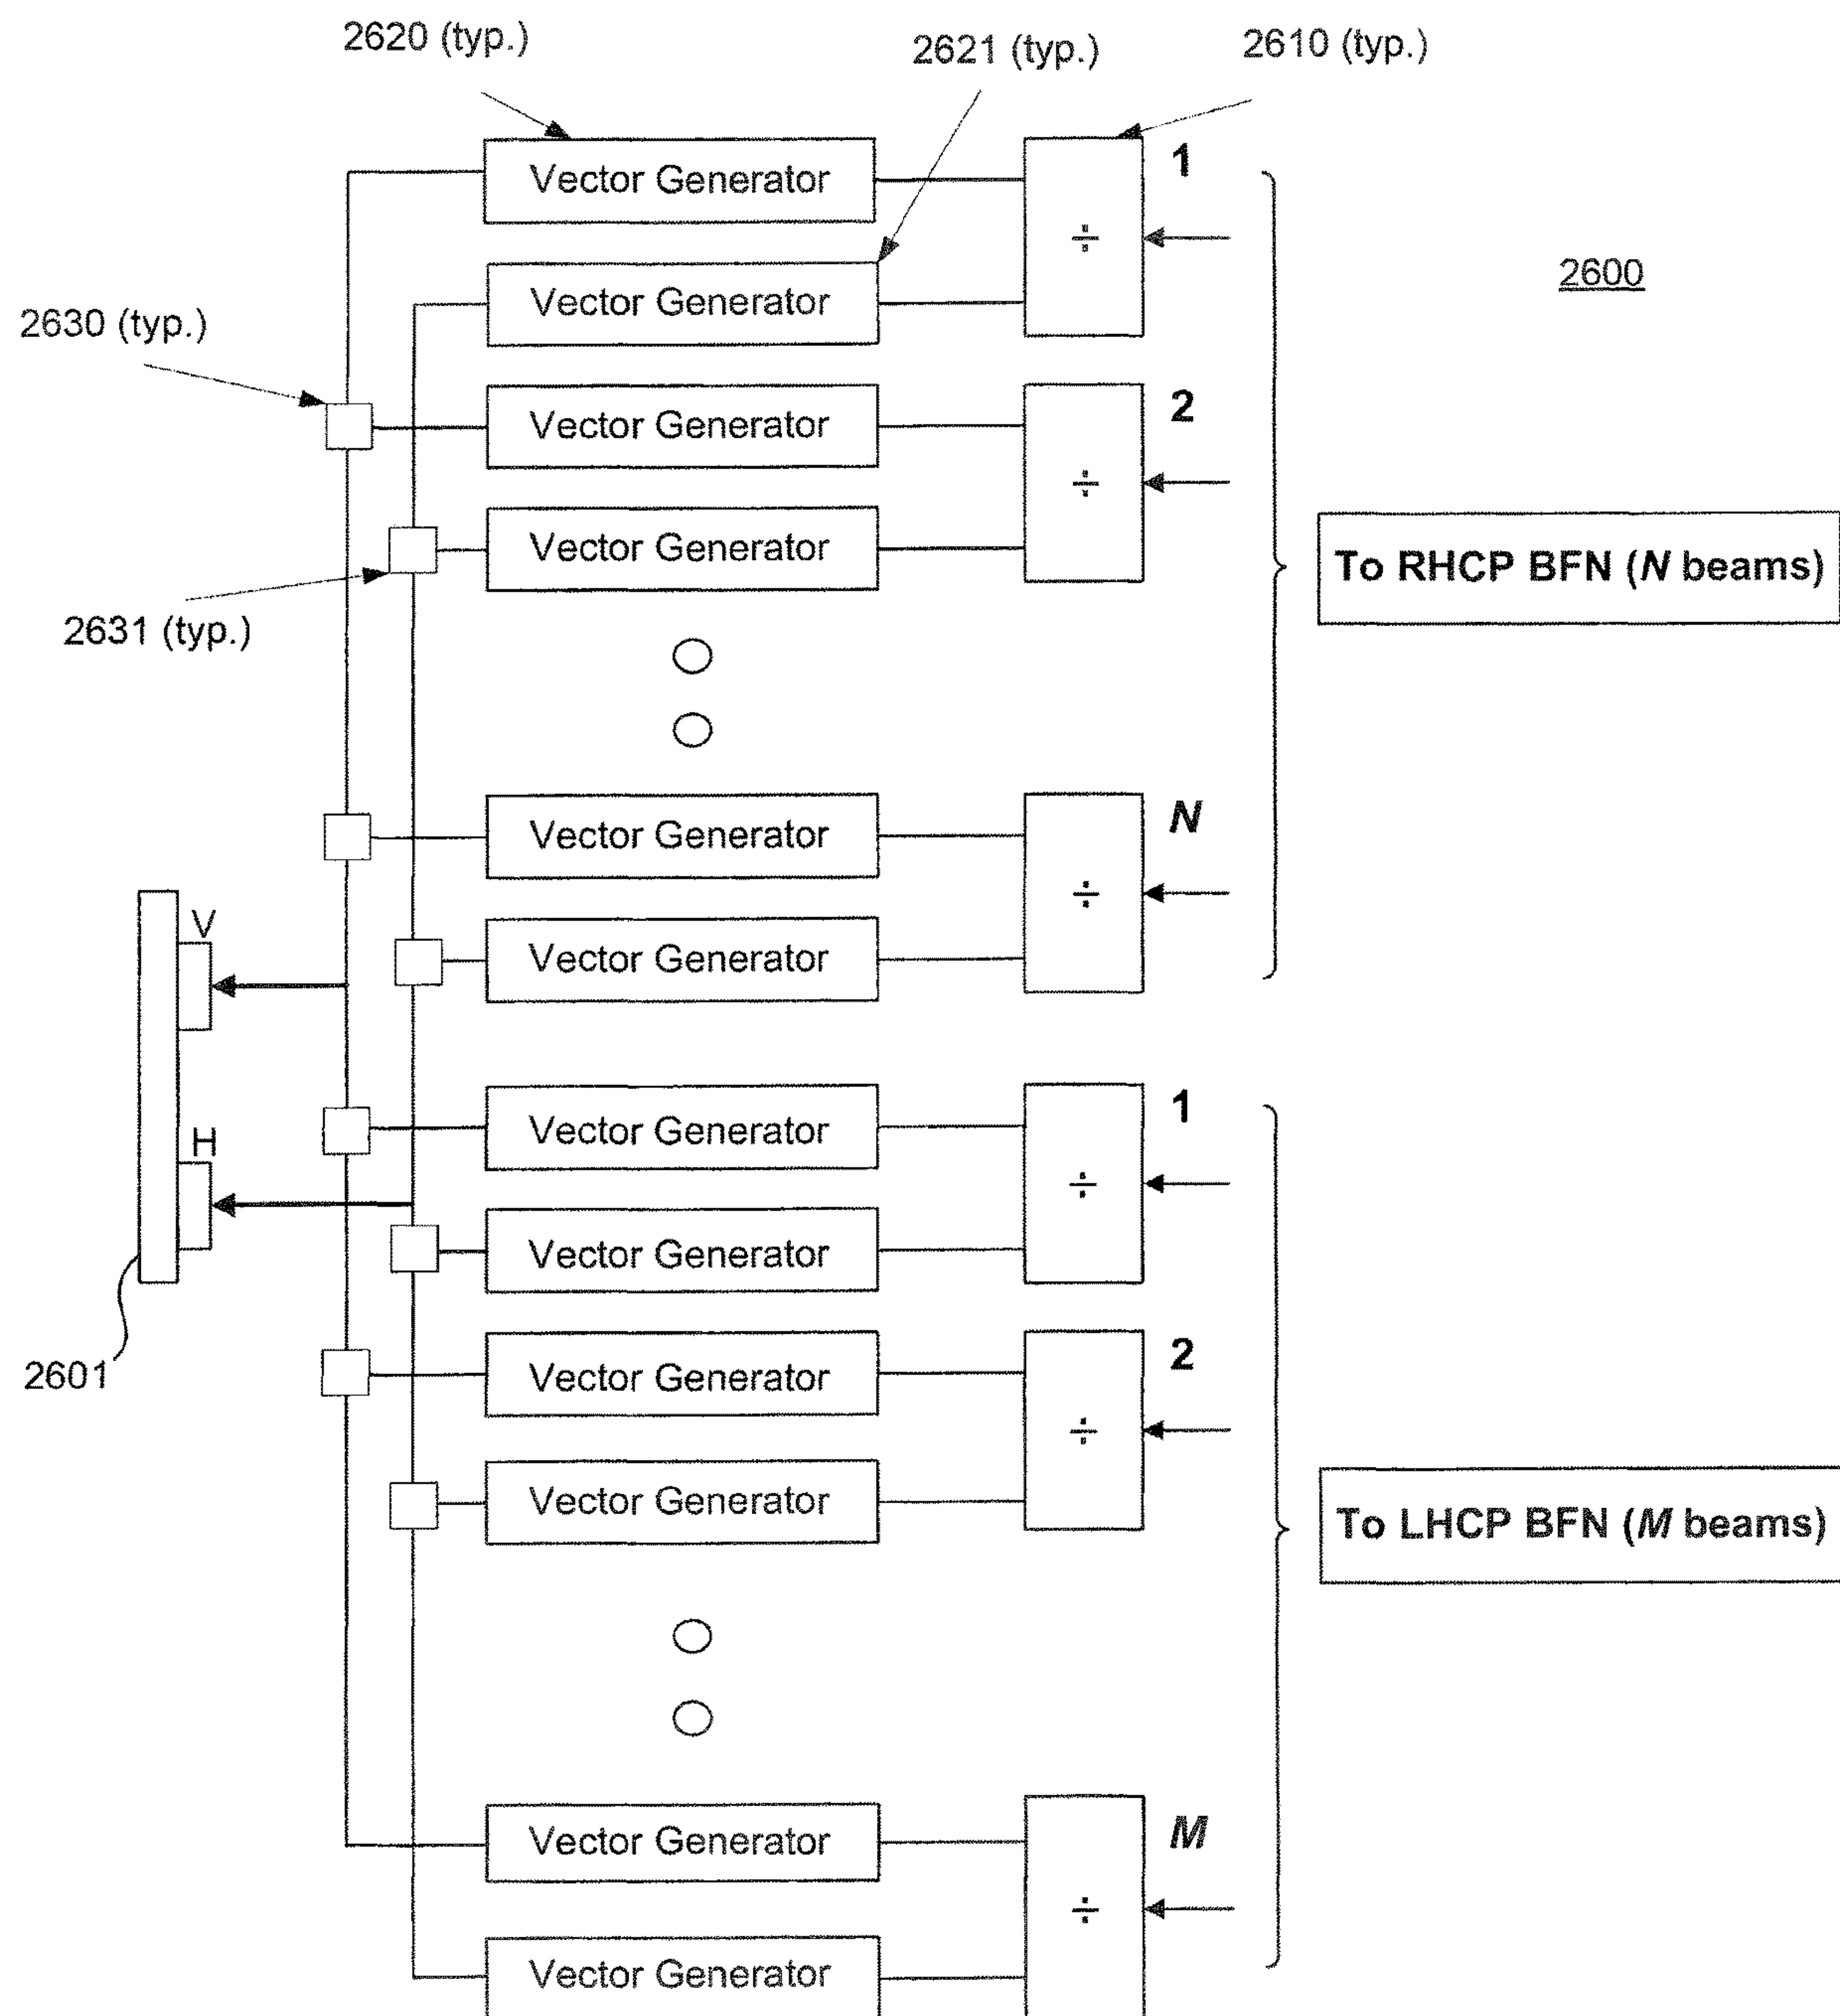 2620 (typ.)
2621 (typ.)
2610 (typ.)
Vector Generator
1
÷
2600
Vector Generator
2630 (typ.)
Vector Generator
2
÷
Vector Generator
To RHCP BFN (N beams)
2631 (typ.)
Vector Generator
N
÷
V
Vector Generator
Vector Generator
1
H
÷
Vector Generator
2601
Vector Generator
2
÷
Vector Generator
To LHCP BFN (M beams)
Vector Generator
M
÷
Vector Generator